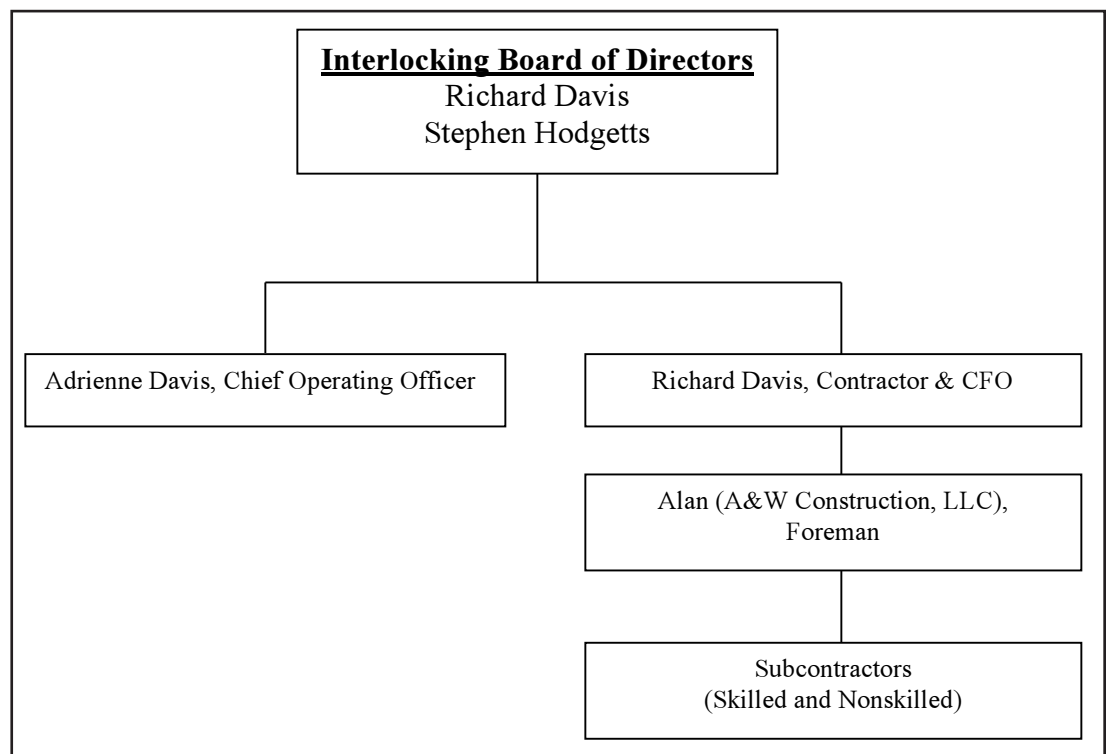 Interlocking Board of Directors
Richard Davis
Stephen Hodgetts
Adrienne Davis, Chief Operating Officer
Richard Davis, Contractor & CFO
Alan (A&W Construction, LLC),
Foreman
Subcontractors
(Skilled and Nonskilled)